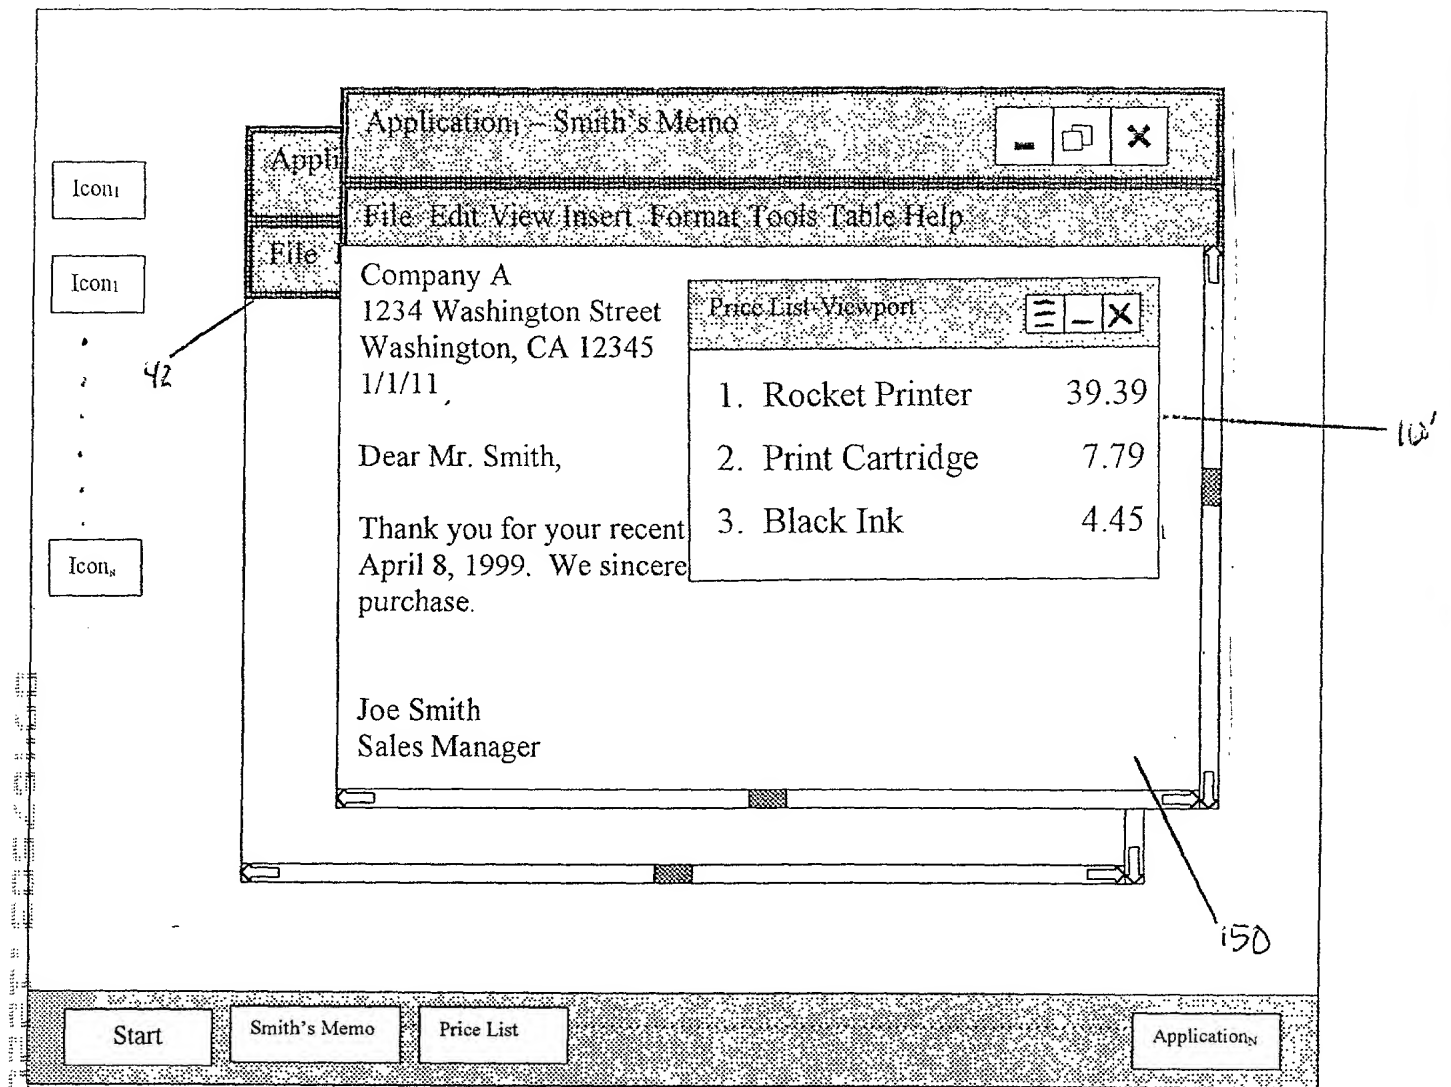 Application₁ – Smith's Memo
Appli
File Edit View Insert Format Tools Table Help
File
Icon₁
Icon₁
Icon
42
Company A
1234 Washington Street
Washington, CA 12345
1/1/11
Dear Mr. Smith,
Thank you for your recent
April 8, 1999. We sincere
purchase.
Joe Smith
Sales Manager
Price List-Viewport
1. Rocket Printer 39.39
2. Print Cartridge 7.79
3. Black Ink 4.45
150
Start
Smith's Memo
Price List
Applicationₙ